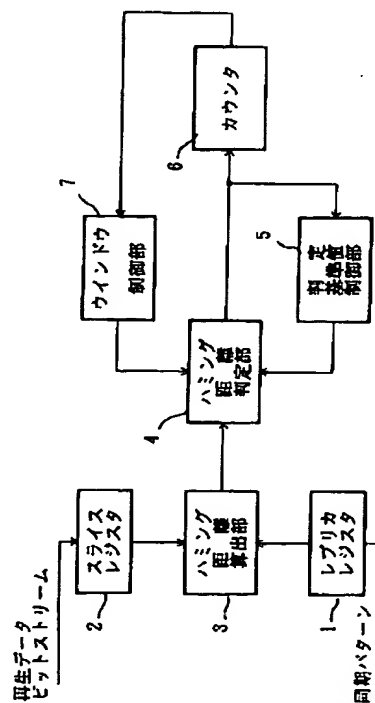 再生データ
ビットストリーム
スライス
レジスタ
2
ハミング
距離
算出部
3
レプリカ
レジスタ
1
同期パターン
ハミング
距離
判定部
4
ウインドウ
制御部
7
判定
基準値
制御部
5
カウンタ
6